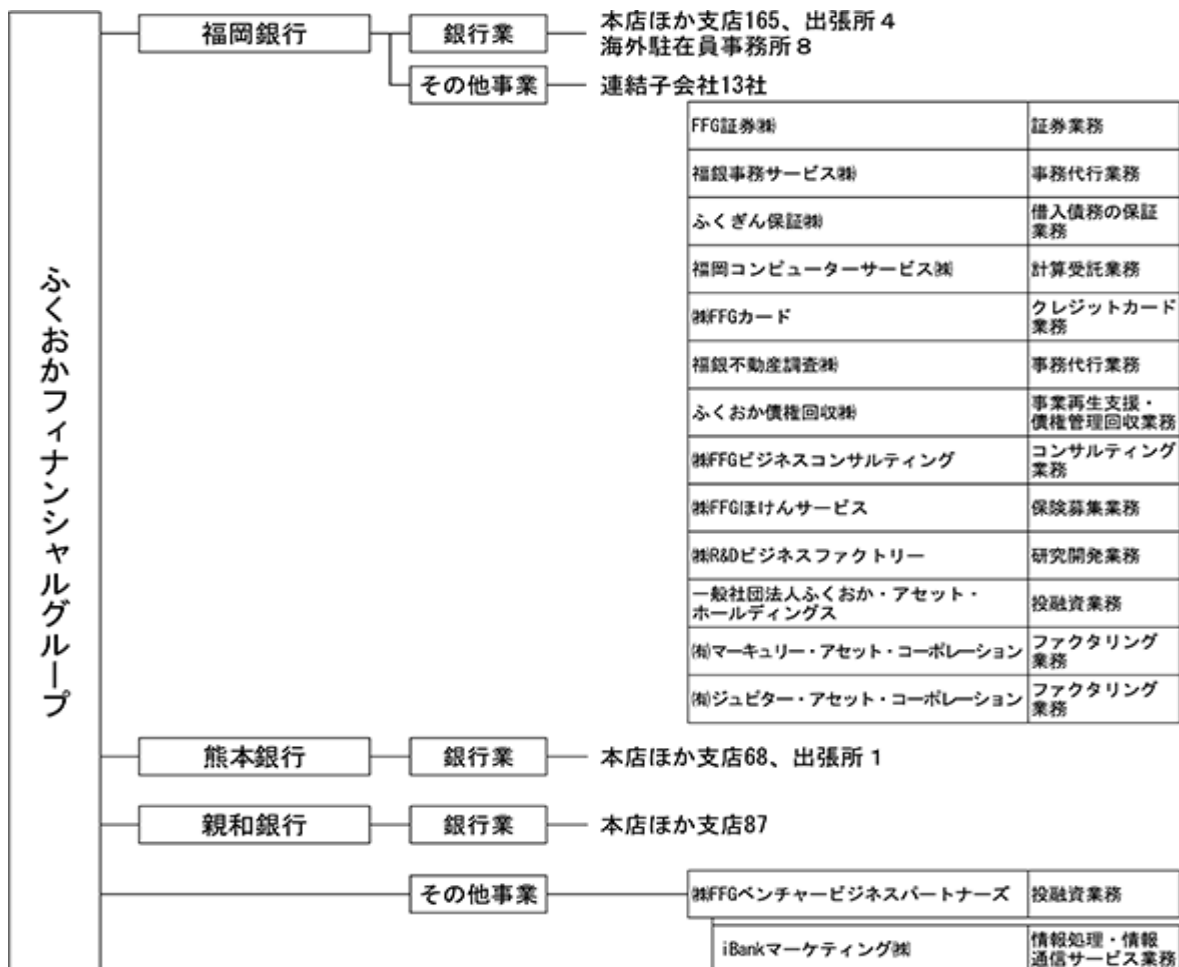 ふくおかフィナンシャルグループ
福岡銀行
銀行業
本店ほか支店165、出張所４
海外駐在員事務所８
その他事業
連結子会社13社
FFG証券㈱
証券業務
福銀事務サービス㈱
事務代行業務
ふくぎん保証㈱
借入債務の保証
業務
福岡コンピューターサービス㈱
計算受託業務
㈱FFGカード
クレジットカード
業務
福銀不動産調査㈱
事務代行業務
ふくおか債権回収㈱
事業再生支援・
債権管理回収業務
㈱FFGビジネスコンサルティング
コンサルティング
業務
㈱FFGほけんサービス
保険募集業務
㈱R&Dビジネスファクトリー
研究開発業務
一般社団法人ふくおか・アセット・
ホールディングス
投融資業務
㈲マーキュリー・アセット・コーポレーション
ファクタリング
業務
㈲ジュピター・アセット・コーポレーション
ファクタリング
業務
熊本銀行
銀行業
本店ほか支店68、出張所１
親和銀行
銀行業
本店ほか支店87
その他事業
㈱FFGベンチャービジネスパートナーズ
投融資業務
iBankマーケティング㈱
情報処理・情報
通信サービス業務